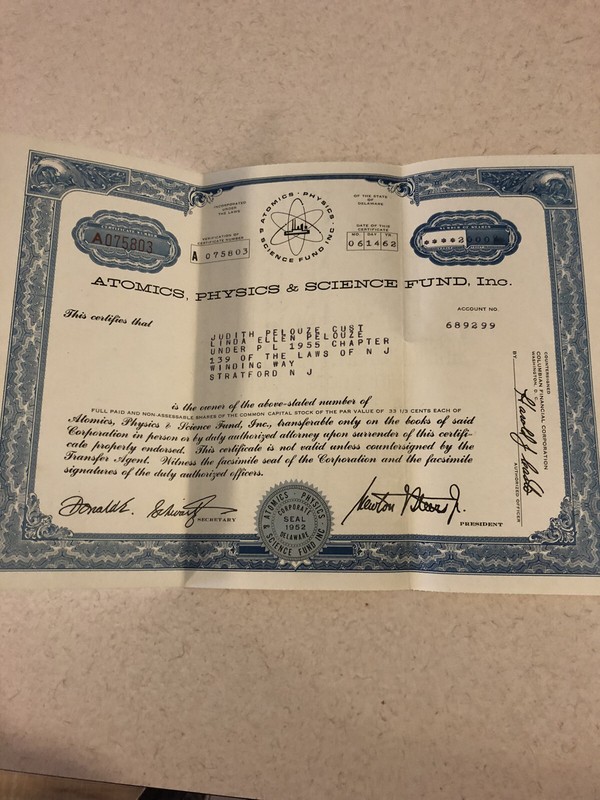 CERTIFICATE NUMBER
A075803
INCORPORATED
UNDER
THE LAWS
VERIFICATION OF
CERTIFICATE NUMBER
A 075803
ATOMICS · PHYSICS
& SCIENCE FUND INC.
OF THE STATE
OF
DELAWARE
DATE OF THIS
CERTIFICATE
MO. DAY YR.
06 14 62
NUMBER OF SHARES
ATOMICS, PHYSICS & SCIENCE FUND, Inc.
This certifies that
ACCOUNT NO.
689299
JUDITH PELOUZE CUST
LINDA ELLEN PELOUZE
UNDER P L 1955 CHAPTER
139 OF THE LAWS OF N J
WINDING WAY
STRATFORD N J
is the owner of the above-stated number of
FULL PAID AND NON-ASSESSABLE SHARES OF THE COMMON CAPITAL STOCK OF THE PAR VALUE OF 33 1/3 CENTS EACH OF
Atomics, Physics & Science Fund, Inc., transferable only on the books of said
Corporation in person or by duly authorized attorney upon surrender of this certifi-
cate properly endorsed. This certificate is not valid unless countersigned by the
Transfer Agent. Witness the facsimile seal of the Corporation and the facsimile
signatures of the duly authorized officers.
COUNTERSIGNED
COLUMBIAN FINANCIAL CORPORATION
WASHINGTON, D. C.
BY
AUTHORIZED OFFICER
Donald E.
SECRETARY
ATOMICS PHYSICS
& SCIENCE FUND INC
CORPORATE
SEAL
1952
DELAWARE
Newton I Steers Jr.
PRESIDENT